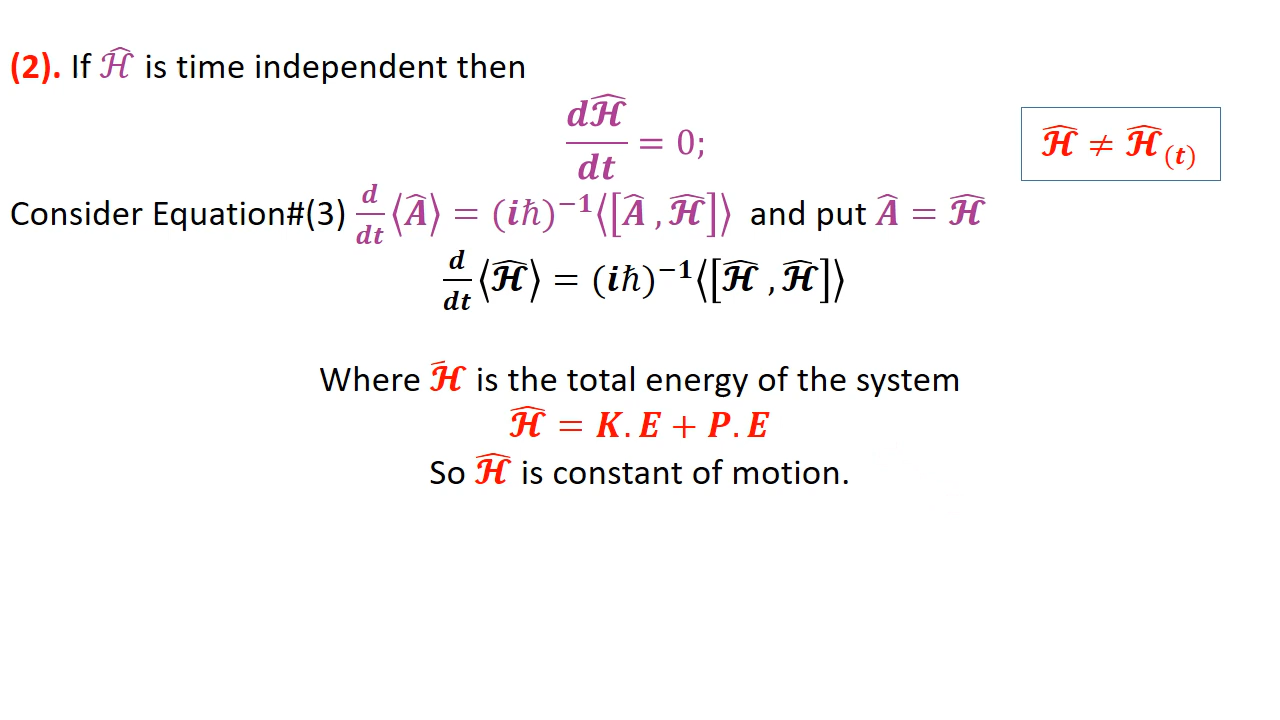 (2). If ℋ̂ is time independent then
dℋ̂/dt = 0;
ℋ̂ ≠ ℋ̂₍t₎
Consider Equation#(3) d/dt⟨Â⟩ = (iħ)⁻¹⟨[Â , ℋ̂]⟩ and put Â = ℋ̂
d/dt⟨ℋ̂⟩ = (iħ)⁻¹⟨[ℋ̂ , ℋ̂]⟩
Where ℋ̂ is the total energy of the system
ℋ̂ = K.E + P.E
So ℋ̂ is constant of motion.